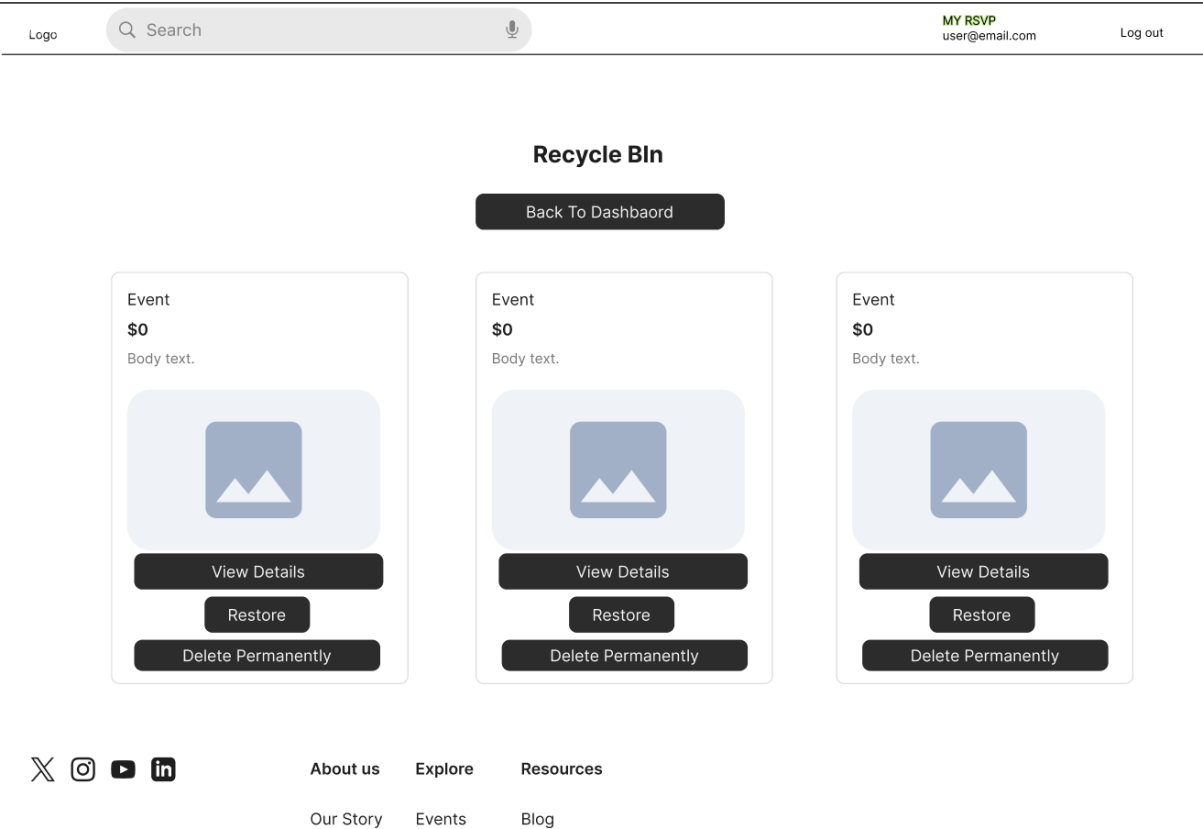 Logo
Search
MY RSVP
user@email.com
Log out
Recycle BIn
Back To Dashbaord
Event
$0
Body text.
View Details
Restore
Delete Permanently
Event
$0
Body text.
View Details
Restore
Delete Permanently
Event
$0
Body text.
View Details
Restore
Delete Permanently
About us
Explore
Resources
Our Story
Events
Blog